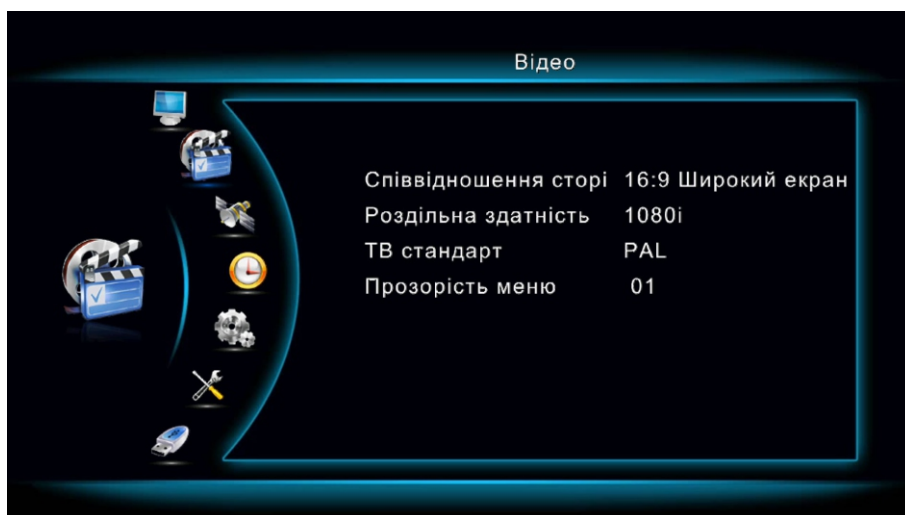 Відео
Співвідношення сторі 16:9 Широкий екран
Роздільна здатність 1080i
ТВ стандарт PAL
Прозорість меню 01